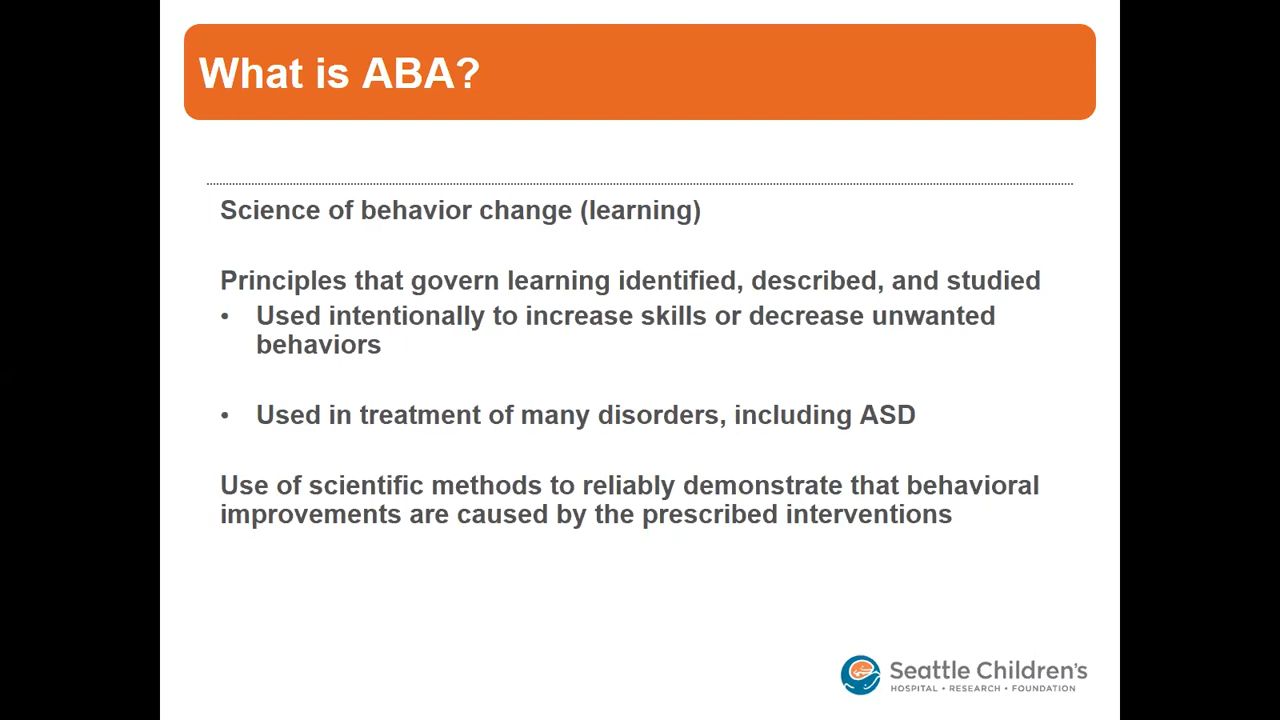 What is ABA?
Science of behavior change (learning)
Principles that govern learning identified, described, and studied
• Used intentionally to increase skills or decrease unwanted
behaviors
• Used in treatment of many disorders, including ASD
Use of scientific methods to reliably demonstrate that behavioral
improvements are caused by the prescribed interventions
Seattle Children's
HOSPITAL • RESEARCH • FOUNDATION